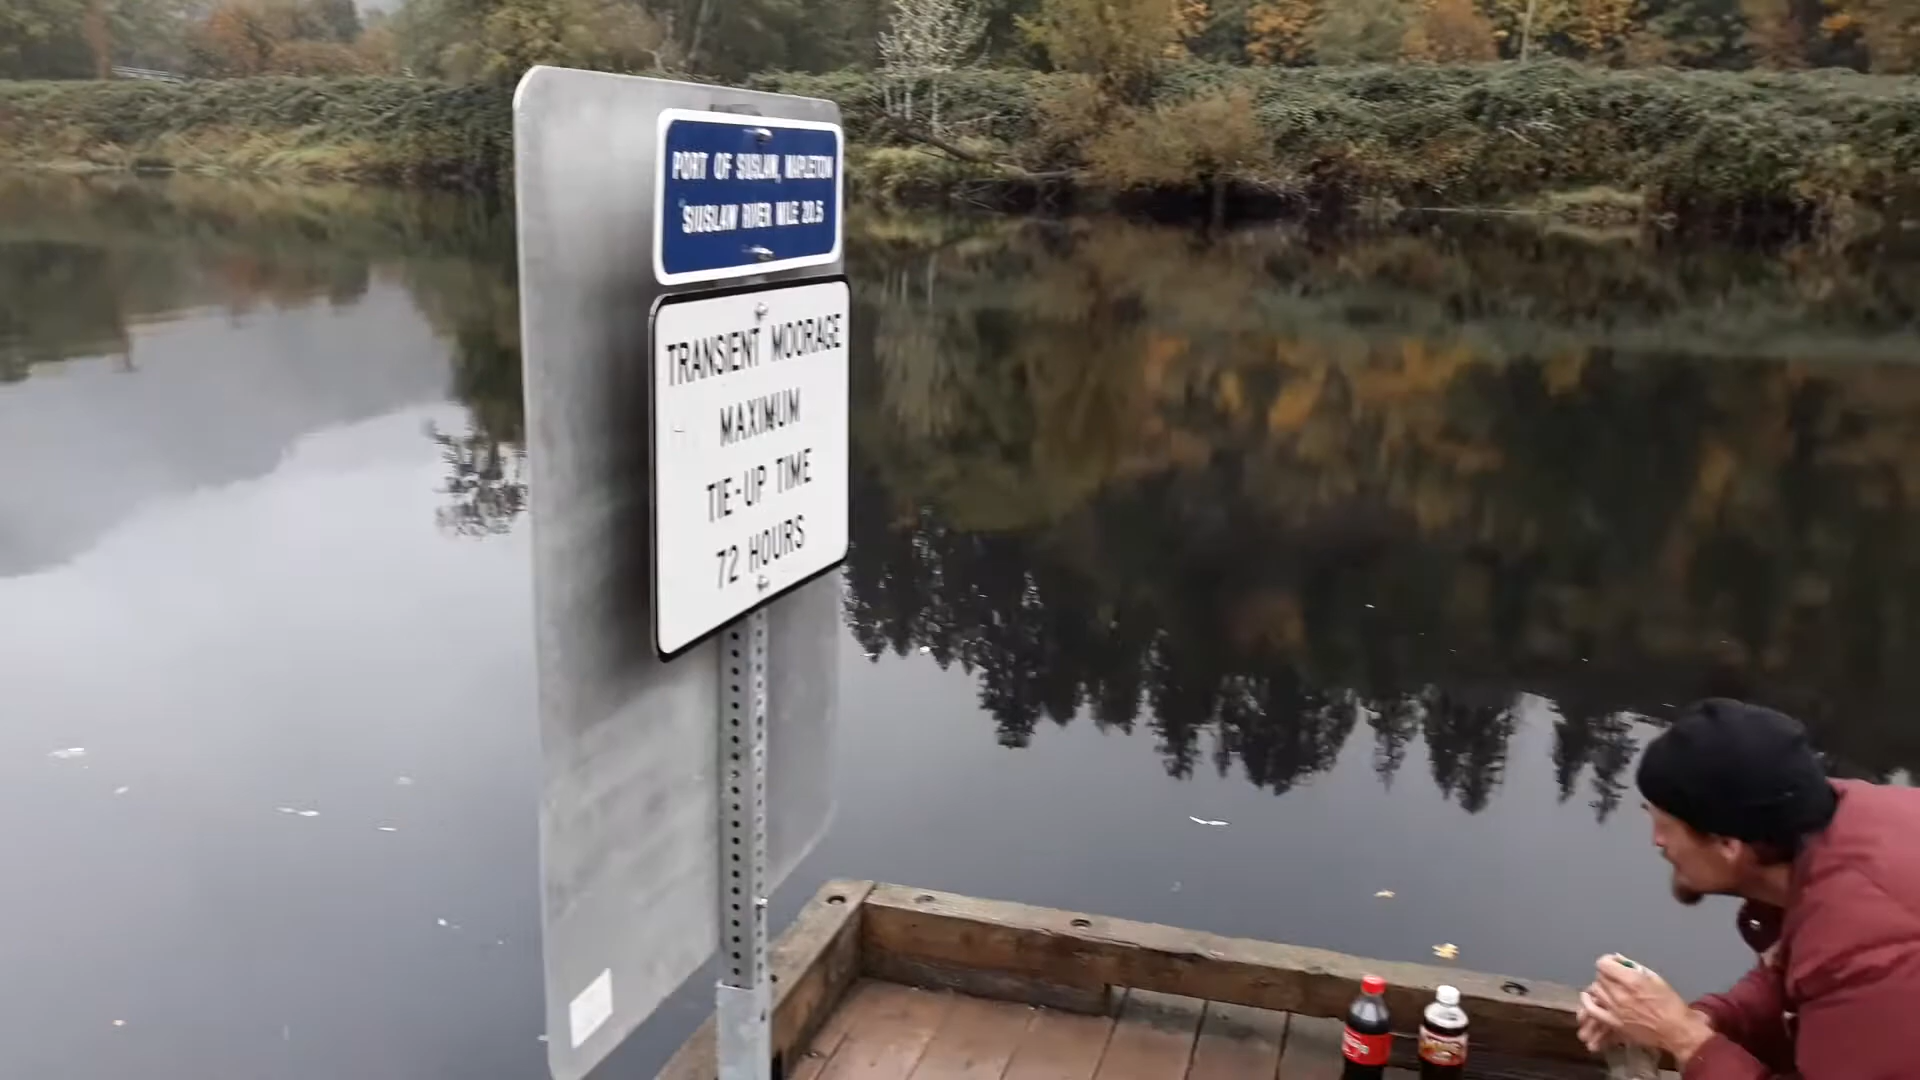 PORT OF SIUSLAW, MAPLETON
SIUSLAW RIVER MILE 20.5
TRANSIENT MOORAGE
MAXIMUM
TIE-UP TIME
72 HOURS